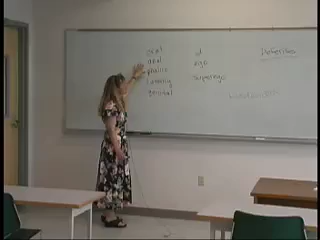 oral
anal
phallic
latency
genital
id
ego
superego
Defenses